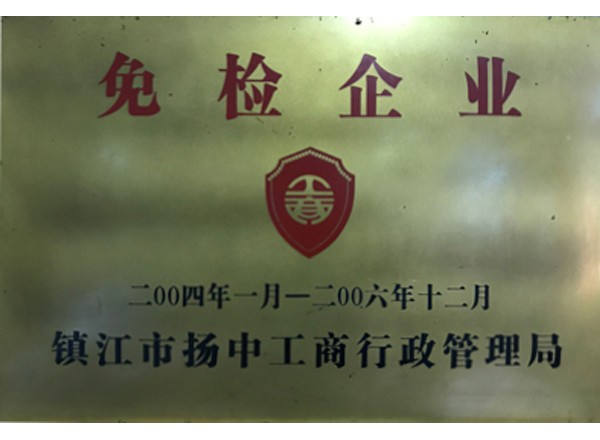 免检企业
二00四年一月—二00六年十二月
镇江市扬中工商行政管理局